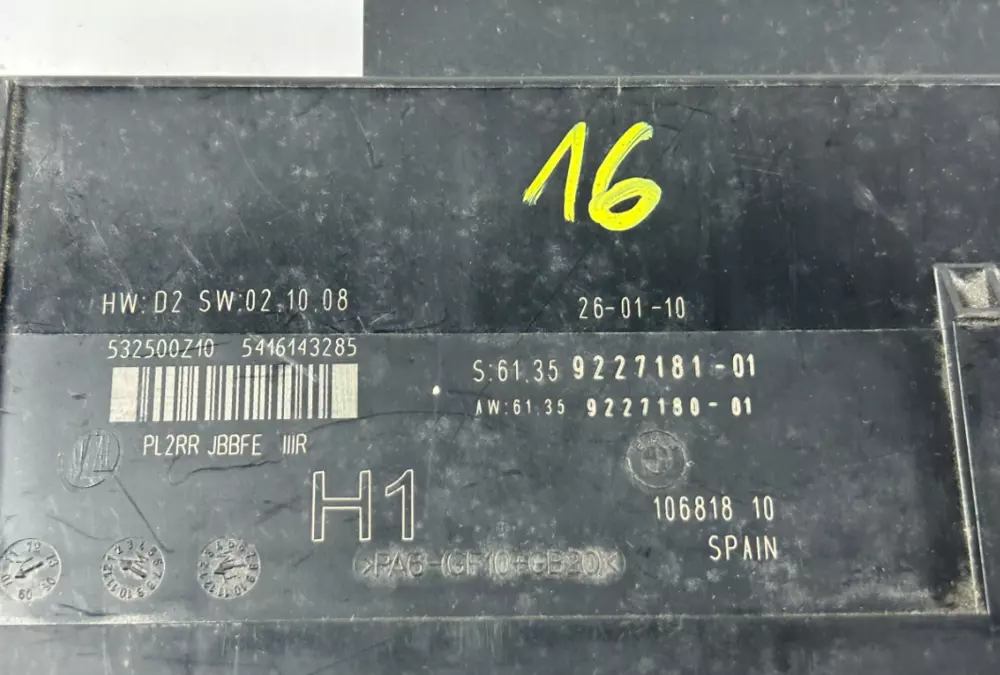 16
HW: D2 SW:02.10.08
26-01-10
532500Z10 5416143285
S:61.35 9227181-01
AW:61.35 9227180-01
PL2RR JBBFE IIIR
H1
106818 10
SPAIN
>PA6-(GF10+GB20)<